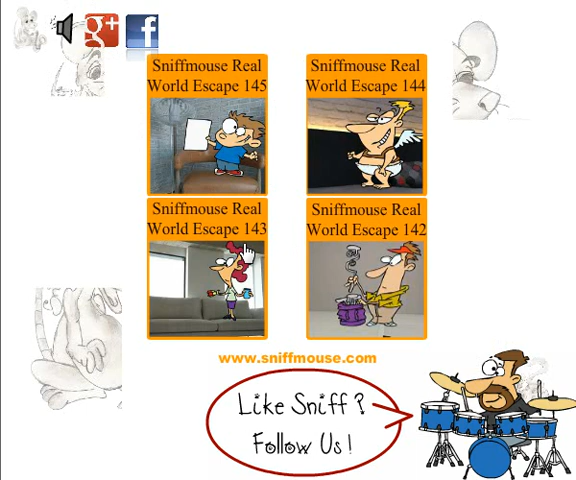 g+ f
Sniffmouse Real
World Escape 145
Sniffmouse Real
World Escape 144
Sniffmouse Real
World Escape 143
Sniffmouse Real
World Escape 142
www.sniffmouse.com
Like Sniff ?
Follow Us !